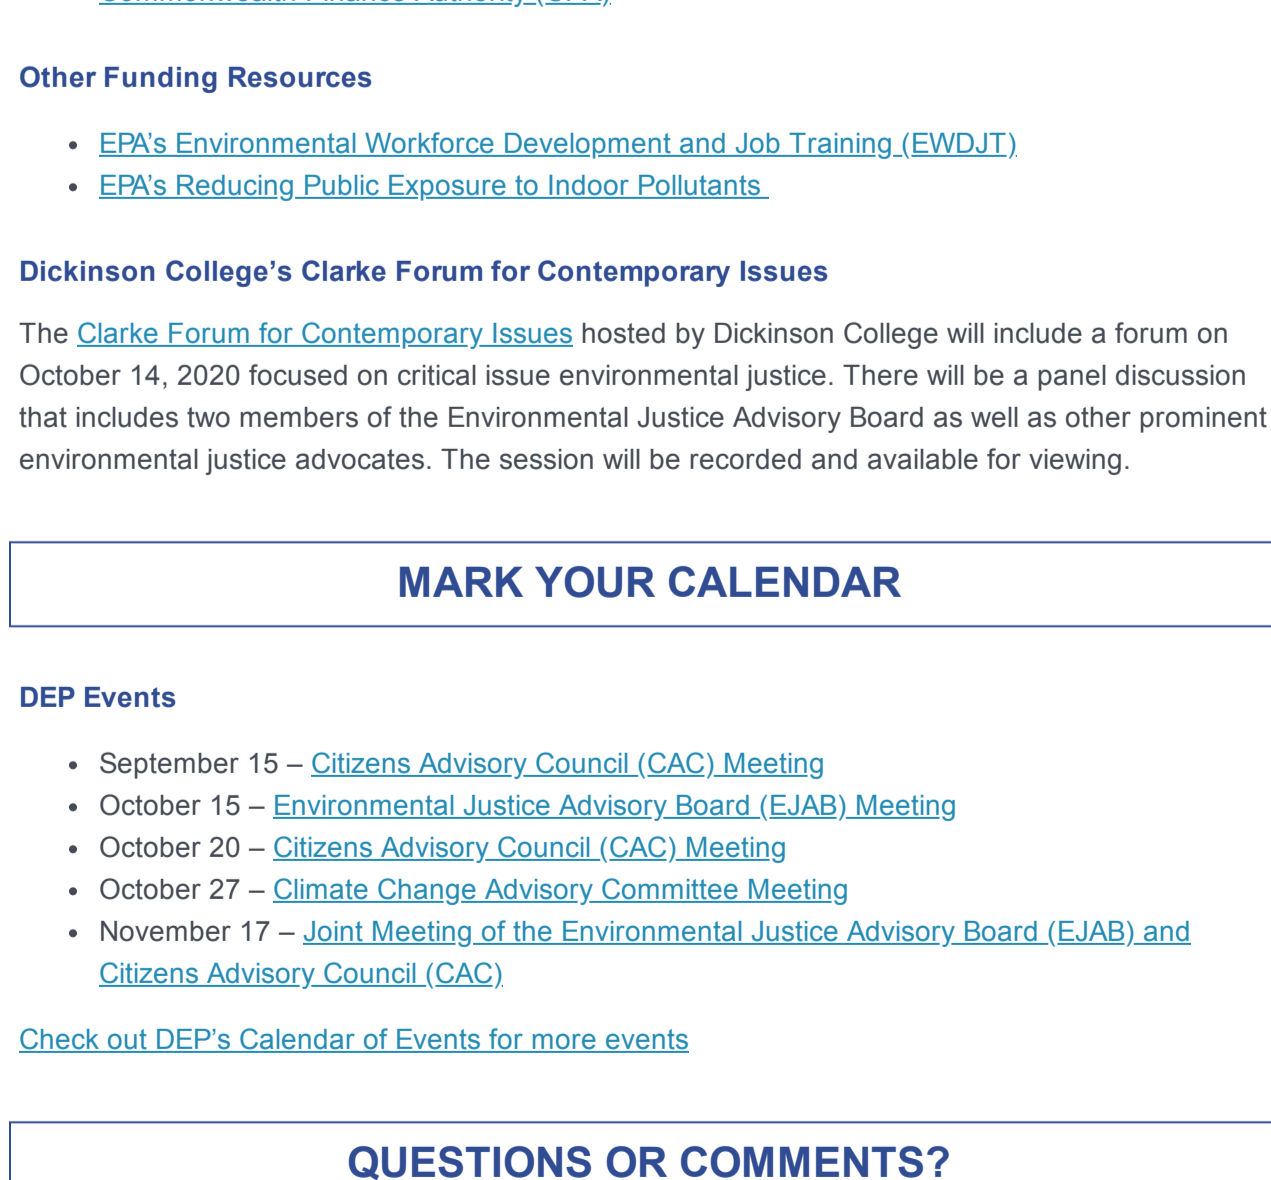 Commonwealth Finance Authority (CFA)
Other Funding Resources
EPA's Environmental Workforce Development and Job Training (EWDJT)
EPA's Reducing Public Exposure to Indoor Pollutants
Dickinson College's Clarke Forum for Contemporary Issues
The Clarke Forum for Contemporary Issues hosted by Dickinson College will include a forum on
October 14, 2020 focused on critical issue environmental justice. There will be a panel discussion
that includes two members of the Environmental Justice Advisory Board as well as other prominent
environmental justice advocates. The session will be recorded and available for viewing.
MARK YOUR CALENDAR
DEP Events
September 15 – Citizens Advisory Council (CAC) Meeting
October 15 – Environmental Justice Advisory Board (EJAB) Meeting
October 20 – Citizens Advisory Council (CAC) Meeting
October 27 – Climate Change Advisory Committee Meeting
November 17 – Joint Meeting of the Environmental Justice Advisory Board (EJAB) and
Citizens Advisory Council (CAC)
Check out DEP's Calendar of Events for more events
QUESTIONS OR COMMENTS?